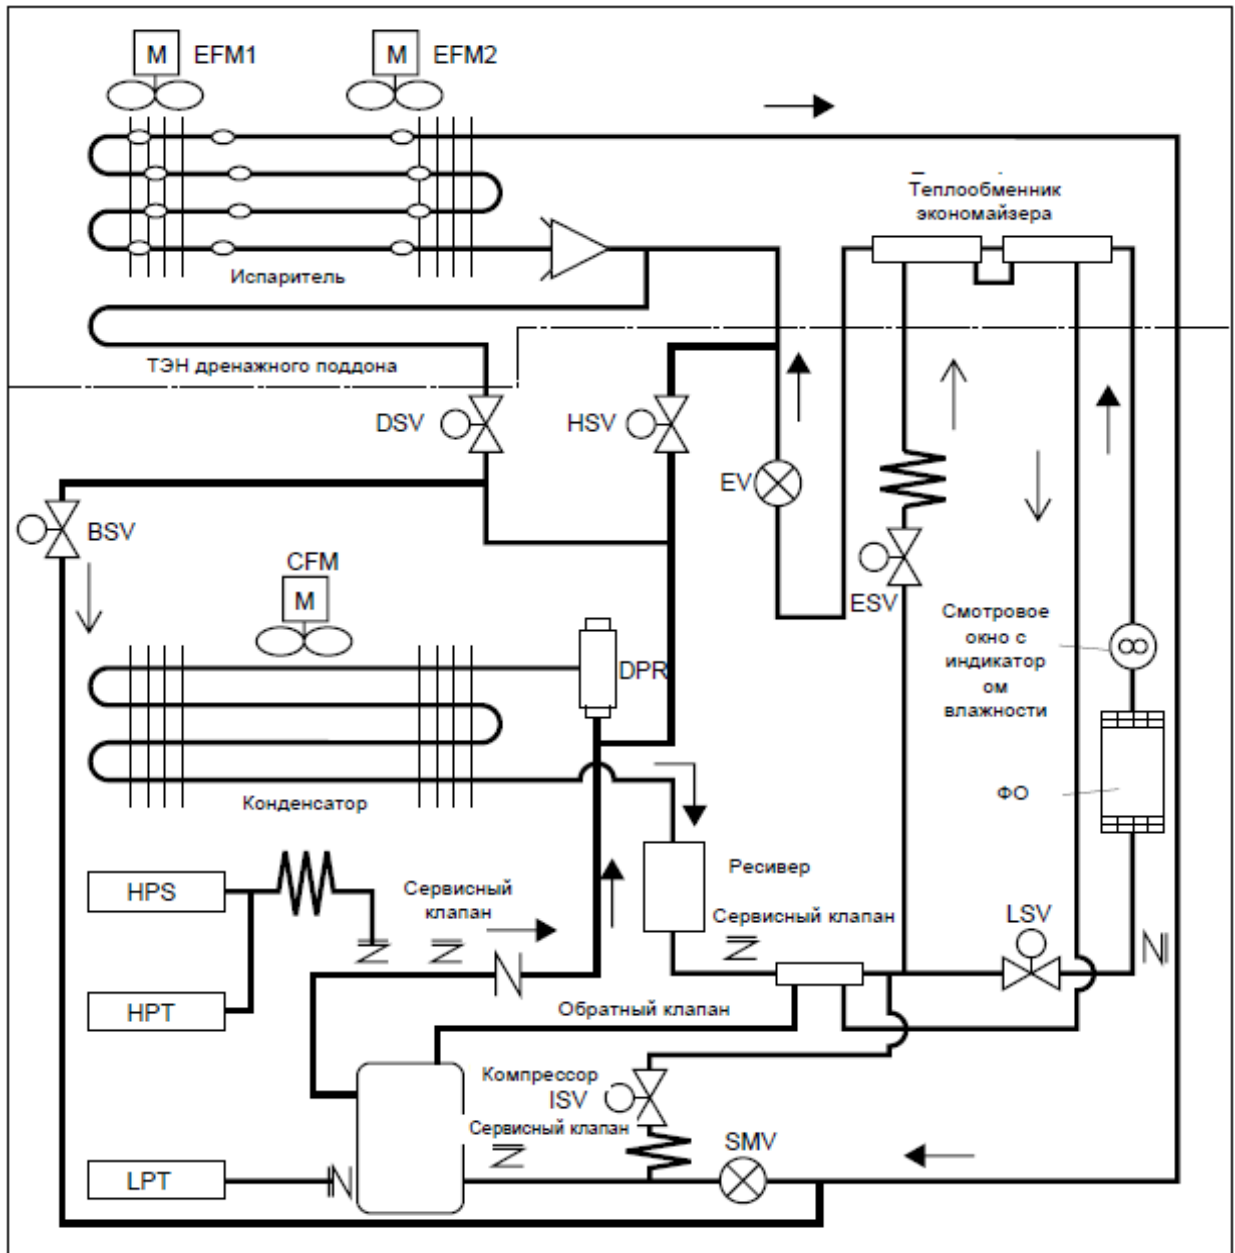 M EFM1
M EFM2
Теплообменник
экономайзера
Испаритель
ТЭН дренажного поддона
DSV
HSV
EV
BSV
CFM
M
ESV
Смотровое
окно с
индикатор
ом
влажности
DPR
ФО
Конденсатор
HPS
Сервисный
клапан
Ресивер
Сервисный клапан
LSV
HPT
Обратный клапан
Компрессор
ISV
Сервисный клапан
SMV
LPT